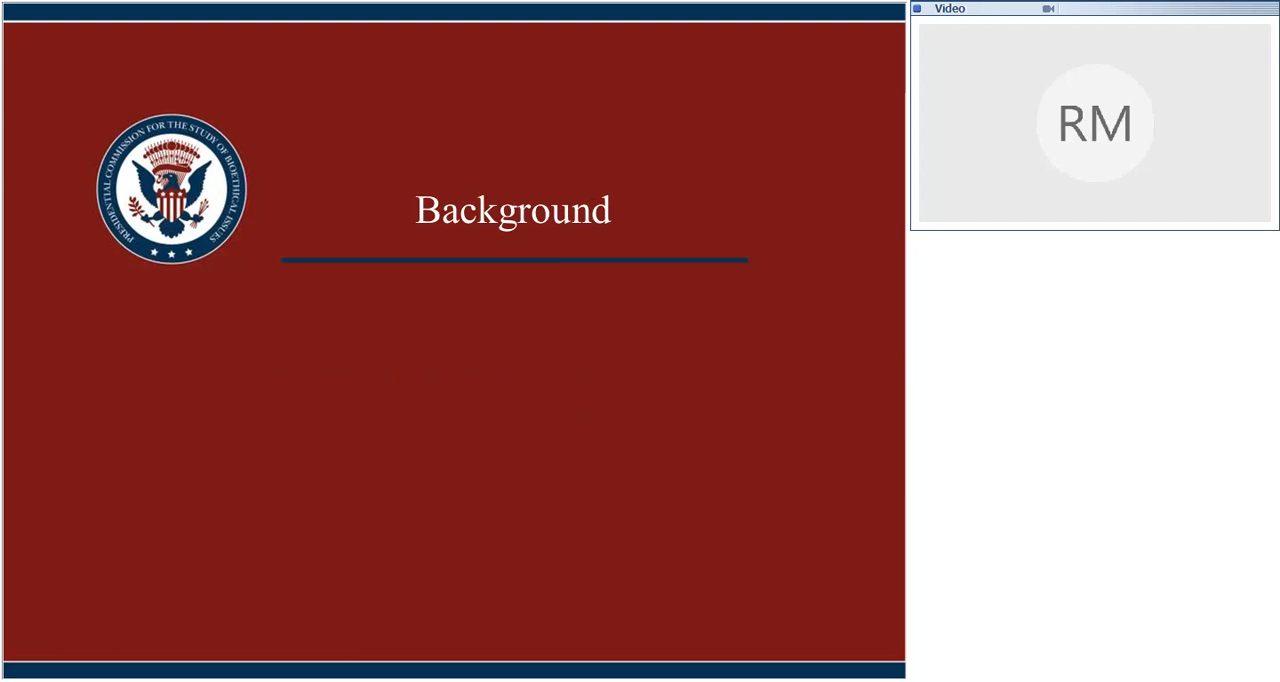 PRESIDENTIAL COMMISSION FOR THE STUDY OF BIOETHICAL ISSUES
Background
Video
RM